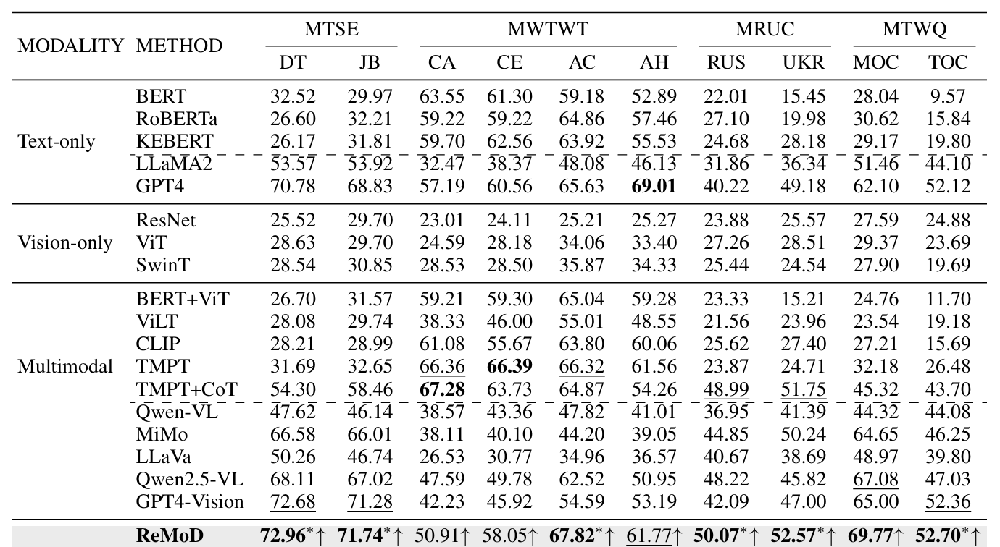 MODALITY METHOD MTSE MWTWT MRUC MTWQ
DT JB CA CE AC AH RUS UKR MOC TOC
BERT 32.52 29.97 63.55 61.30 59.18 52.89 22.01 15.45 28.04 9.57
RoBERTa 26.60 32.21 59.22 59.22 64.86 57.46 27.10 19.98 30.62 15.84
Text-only KEBERT 26.17 31.81 59.70 62.56 63.92 55.53 24.68 28.18 29.17 19.80
LLaMA2 53.57 53.92 32.47 38.37 48.08 46.13 31.86 36.34 51.46 44.10
GPT4 70.78 68.83 57.19 60.56 65.63 69.01 40.22 49.18 62.10 52.12
ResNet 25.52 29.70 23.01 24.11 25.21 25.27 23.88 25.57 27.59 24.88
Vision-only ViT 28.63 29.70 24.59 28.18 34.06 33.40 27.26 28.51 29.37 23.69
SwinT 28.54 30.85 28.53 28.50 35.87 34.33 25.44 24.54 27.90 19.69
BERT+ViT 26.70 31.57 59.21 59.30 65.04 59.28 23.33 15.21 24.76 11.70
ViLT 28.08 29.74 38.33 46.00 55.01 48.55 21.56 23.96 23.54 19.18
CLIP 28.21 28.99 61.08 55.67 63.80 60.06 25.62 27.40 27.21 15.69
Multimodal TMPT 31.69 32.65 66.36 66.39 66.32 61.56 23.87 24.71 32.18 26.48
TMPT+CoT 54.30 58.46 67.28 63.73 64.87 54.26 48.99 51.75 45.32 43.70
Qwen-VL 47.62 46.14 38.57 43.36 47.82 41.01 36.95 41.39 44.32 44.08
MiMo 66.58 66.01 38.11 40.10 44.20 39.05 44.85 50.24 64.65 46.25
LLaVa 50.26 46.74 26.53 30.77 34.96 36.57 40.67 38.69 48.97 39.80
Qwen2.5-VL 68.11 67.02 47.59 49.78 62.52 50.95 48.22 45.82 67.08 47.03
GPT4-Vision 72.68 71.28 42.23 45.92 54.59 53.19 42.09 47.00 65.00 52.36
ReMoD 72.96*↑ 71.74*↑ 50.91↑ 58.05↑ 67.82*↑ 61.77↑ 50.07*↑ 52.57*↑ 69.77↑ 52.70*↑